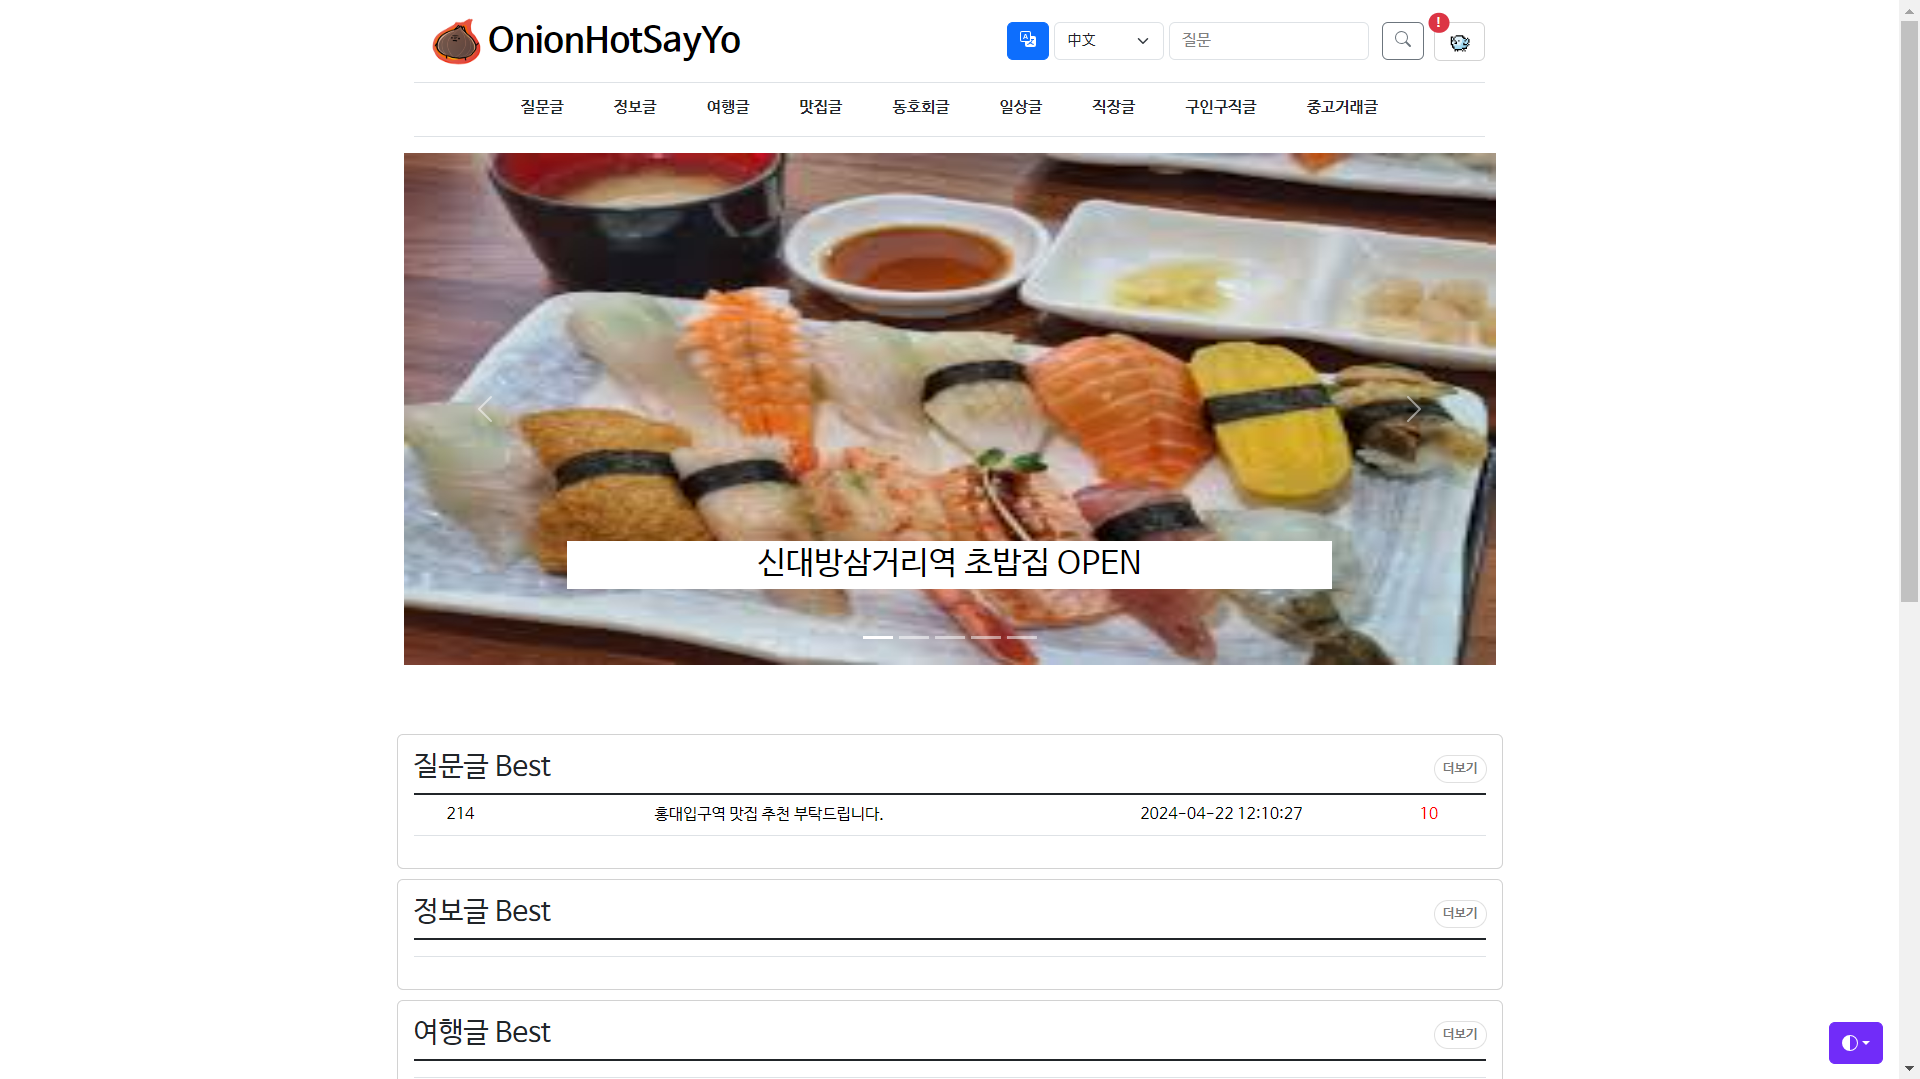 OnionHotSayYo
中文
질문
!
질문글 정보글 여행글 맛집글 동호회글 일상글 직장글 구인구직글 중고거래글
신대방삼거리역 초밥집 OPEN
질문글 Best
더보기
214 홍대입구역 맛집 추천 부탁드립니다. 2024-04-22 12:10:27 10
정보글 Best
더보기
여행글 Best
더보기